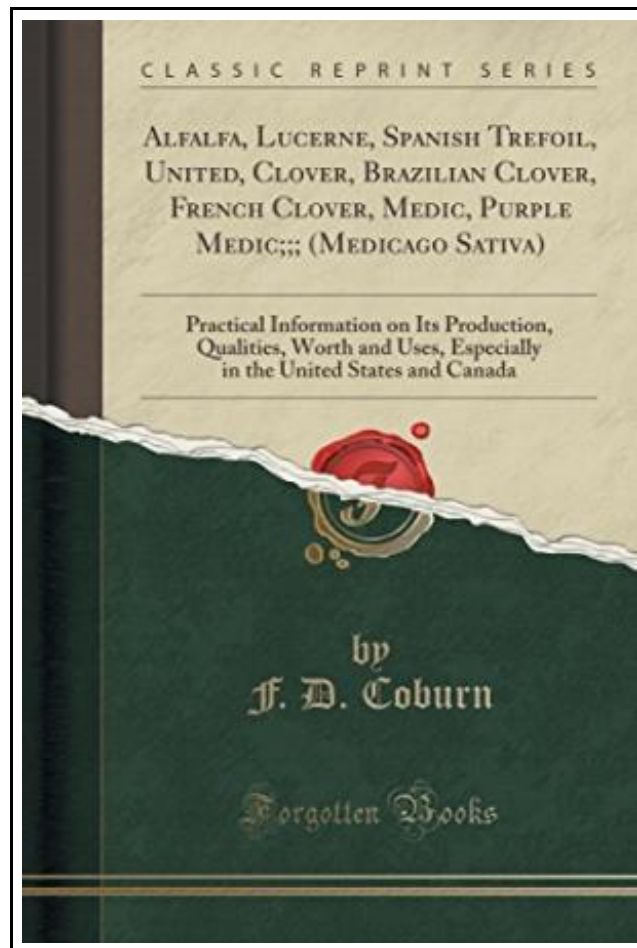 CLASSIC REPRINT SERIES
ALFALFA, LUCERNE, SPANISH TREFOIL,
UNITED, CLOVER, BRAZILIAN CLOVER,
FRENCH CLOVER, MEDIC, PURPLE
MEDIC;;; (MEDICAGO SATIVA)
Practical Information on Its Production,
Qualities, Worth and Uses, Especially
in the United States and Canada
by
F. D. Coburn
Forgotten Books